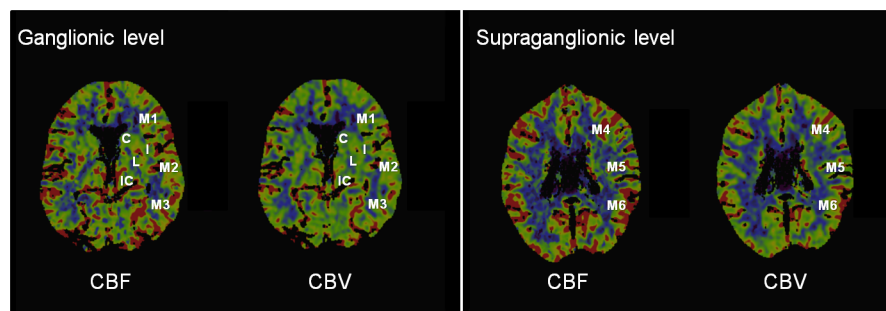 Ganglionic level
M1
C
I
L
M2
IC
M3
CBF
M1
C
I
L
M2
IC
M3
CBV
Supraganglionic level
M4
M5
M6
CBF
M4
M5
M6
CBV